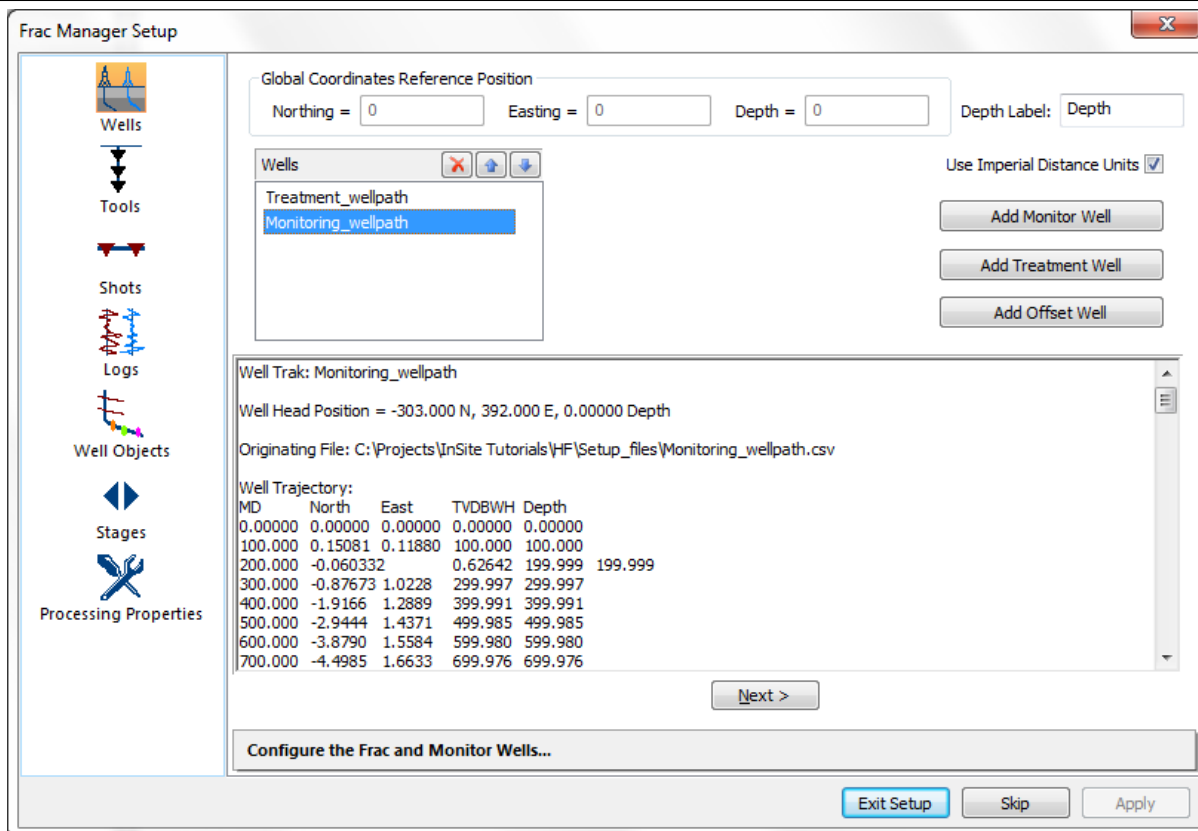 Frac Manager Setup
X
Wells
Tools
Shots
Logs
Well Objects
Stages
Processing Properties
Global Coordinates Reference Position
Northing = 0 Easting = 0 Depth = 0 Depth Label: Depth
Wells
Treatment_wellpath
Monitoring_wellpath
Use Imperial Distance Units
Add Monitor Well
Add Treatment Well
Add Offset Well
Well Trak: Monitoring_wellpath
Well Head Position = -303.000 N, 392.000 E, 0.00000 Depth
Originating File: C:\Projects\InSite Tutorials\HF\Setup_files\Monitoring_wellpath.csv
Well Trajectory:
MD North East TVDBWH Depth
0.00000 0.00000 0.00000 0.00000 0.00000
100.000 0.15081 0.11880 100.000 100.000
200.000 -0.060332 0.62642 199.999 199.999
300.000 -0.87673 1.0228 299.997 299.997
400.000 -1.9166 1.2889 399.991 399.991
500.000 -2.9444 1.4371 499.985 499.985
600.000 -3.8790 1.5584 599.980 599.980
700.000 -4.4985 1.6633 699.976 699.976
Next >
Configure the Frac and Monitor Wells...
Exit Setup Skip Apply